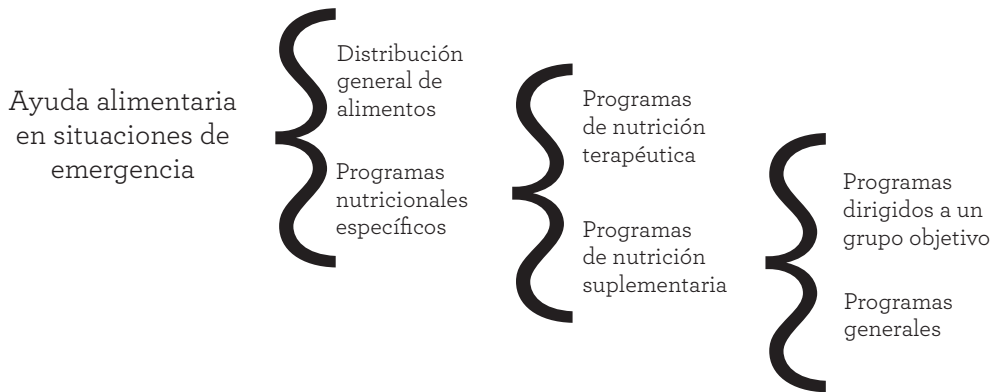 Ayuda alimentaria
en situaciones de
emergencia
Distribución
general de
alimentos
Programas
nutricionales
específicos
Programas
de nutrición
terapéutica
Programas
de nutrición
suplementaria
Programas
dirigidos a un
grupo objetivo
Programas
generales